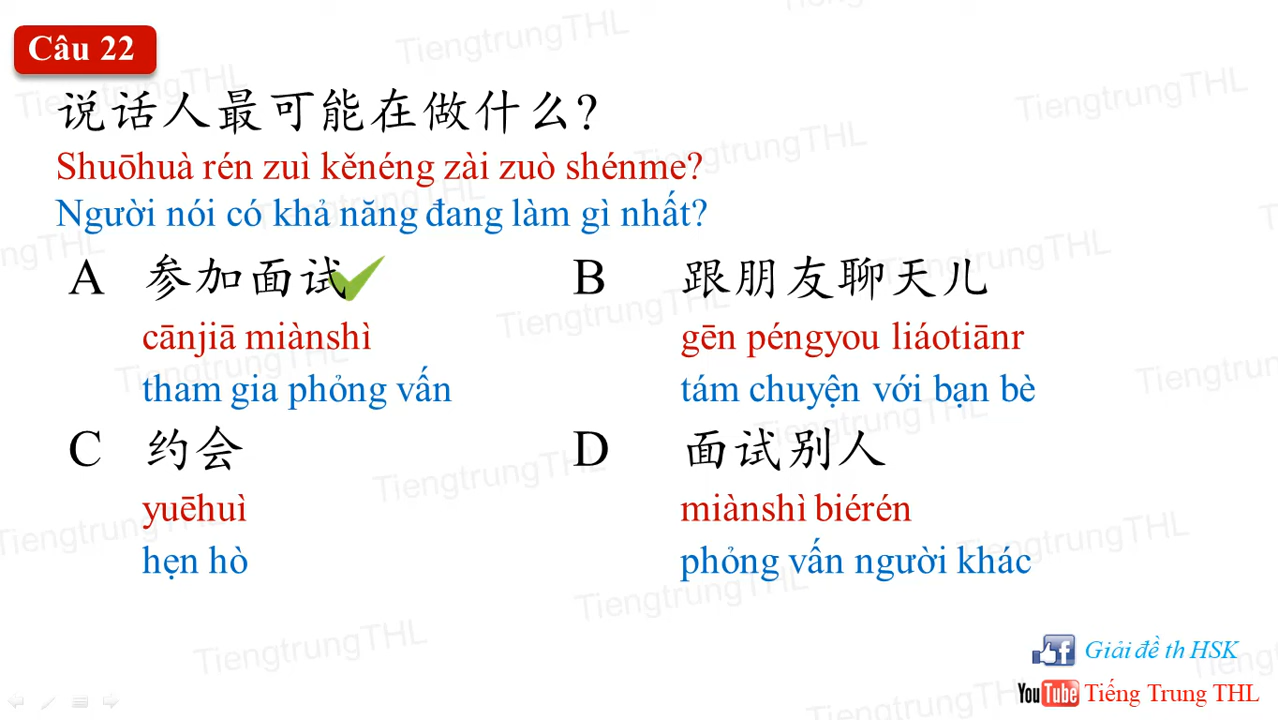 Câu 22
说话人最可能在做什么?
Shuōhuà rén zuì kěnéng zài zuò shénme?
Người nói có khả năng đang làm gì nhất?
A 参加面试
cānjiā miànshì
tham gia phỏng vấn
B 跟朋友聊天儿
gēn péngyou liáotiānr
tám chuyện với bạn bè
C 约会
yuēhuì
hẹn hò
D 面试别人
miànshì biérén
phỏng vấn người khác
Giải đề th HSK
YouTube Tiếng Trung THL
TiengtrungTHL